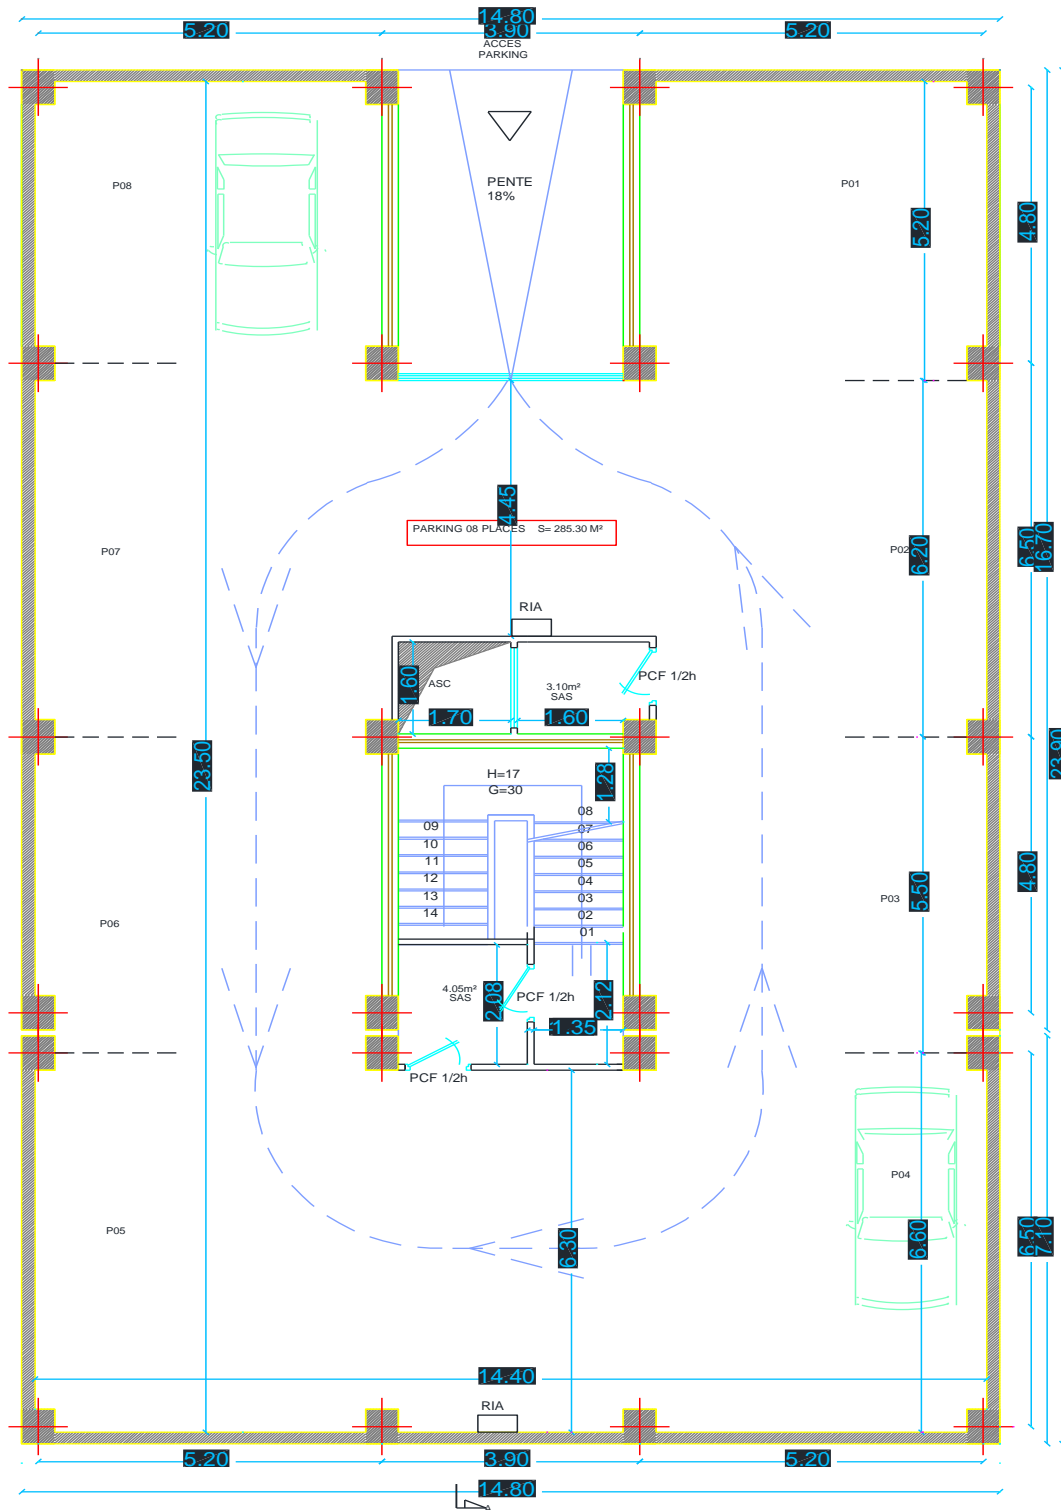 14.80
5.20
3.90
5.20
ACCES
PARKING
PENTE
18%
P08
P01
5.20
4.80
4.45
PARKING 08 PLACES S= 285.30 M²
P07
P02
6.20
6.50
16.70
RIA
1.60
ASC
3.10m²
SAS
PCF 1/2h
1.70
1.60
23.50
23.90
H=17
G=30
1.28
08
09
07
10
06
11
05
12
04
13
03
14
02
01
P06
P03
5.50
4.80
4.05m²
SAS
2.08
PCF 1/2h
2.12
1.35
PCF 1/2h
P04
P05
6.30
6.60
6.50
7.10
14.40
RIA
5.20
3.90
5.20
14.80